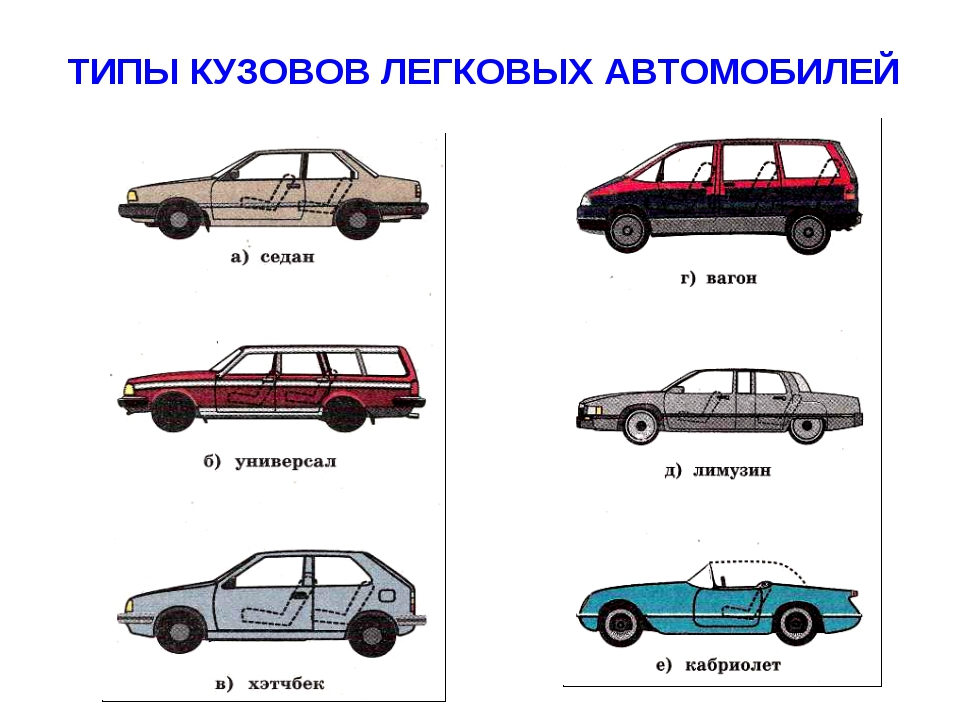 ТИПЫ КУЗОВОВ ЛЕГКОВЫХ АВТОМОБИЛЕЙ
а) седан
б) универсал
в) хэтчбек
г) вагон
д) лимузин
е) кабриолет